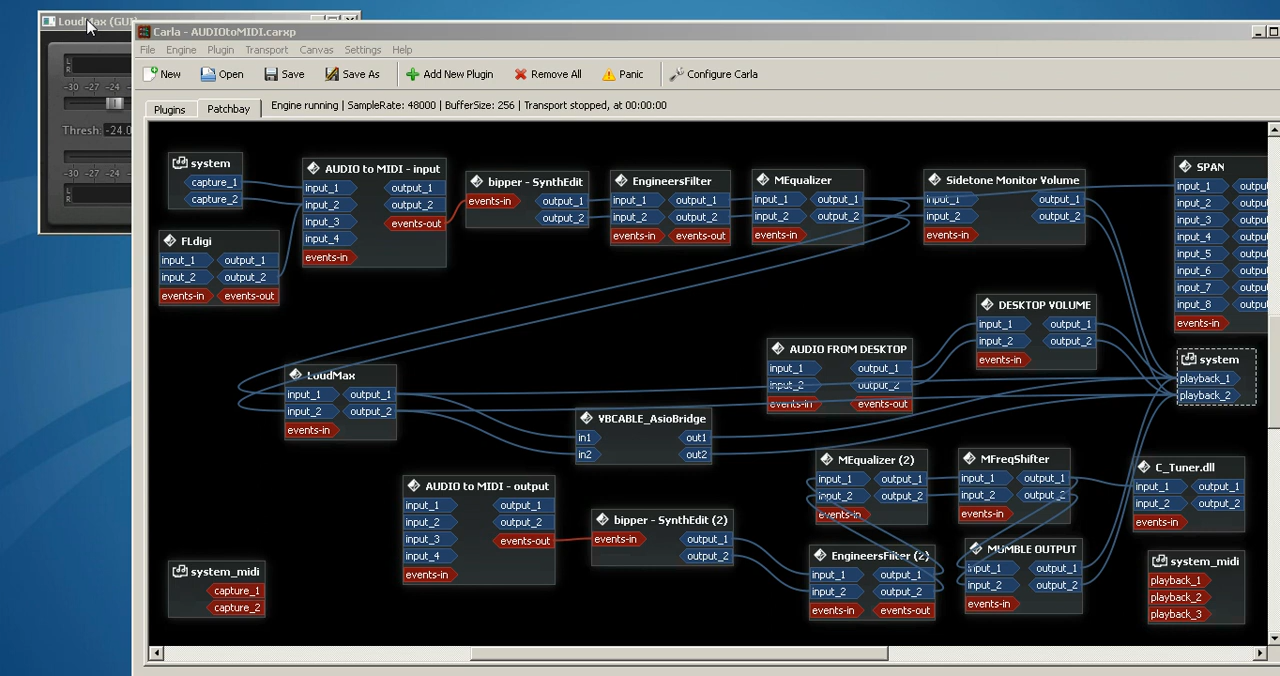 LoudMax (GUI)
-30 -27 -24
Thresh: -24.0
-30 -27 -24
Carla - AUDIOtoMIDI.carxp
File Engine Plugin Transport Canvas Settings Help
New Open Save Save As Add New Plugin Remove All Panic Configure Carla
Plugins Patchbay Engine running | SampleRate: 48000 | BufferSize: 256 | Transport stopped, at 00:00:00
system
capture_1
capture_2
FLdigi
input_1 output_1
input_2 output_2
events-in events-out
AUDIO to MIDI - input
input_1 output_1
input_2 output_2
input_3 events-out
input_4
events-in
bipper - SynthEdit
events-in output_1
output_2
EngineersFilter
input_1 output_1
input_2 output_2
events-in events-out
MEqualizer
input_1 output_1
input_2 output_2
events-in
Sidetone Monitor Volume
input_1 output_1
input_2 output_2
events-in
SPAN
input_1 outpu
input_2 outpu
input_3 outpu
input_4 outpu
input_5 outpu
input_6 outpu
input_7 outpu
input_8 outpu
events-in
DESKTOP VOLUME
input_1 output_1
input_2 output_2
events-in
AUDIO FROM DESKTOP
input_1 output_1
input_2 output_2
events-in events-out
system
playback_1
playback_2
LoudMax
input_1 output_1
input_2 output_2
events-in
VBCABLE_AsioBridge
in1 out1
in2 out2
MEqualizer (2)
input_1 output_1
input_2 output_2
events-in
MFreqShifter
input_1 output_1
input_2 output_2
events-in
C_Tuner.dll
input_1 output_1
input_2 output_2
events-in
AUDIO to MIDI - output
input_1 output_1
input_2 output_2
input_3 events-out
input_4
events-in
bipper - SynthEdit (2)
events-in output_1
output_2
EngineersFilter (2)
input_1 output_1
input_2 output_2
events-in events-out
MUMBLE OUTPUT
input_1 output_1
input_2 output_2
events-in
system_midi
capture_1
capture_2
system_midi
playback_1
playback_2
playback_3